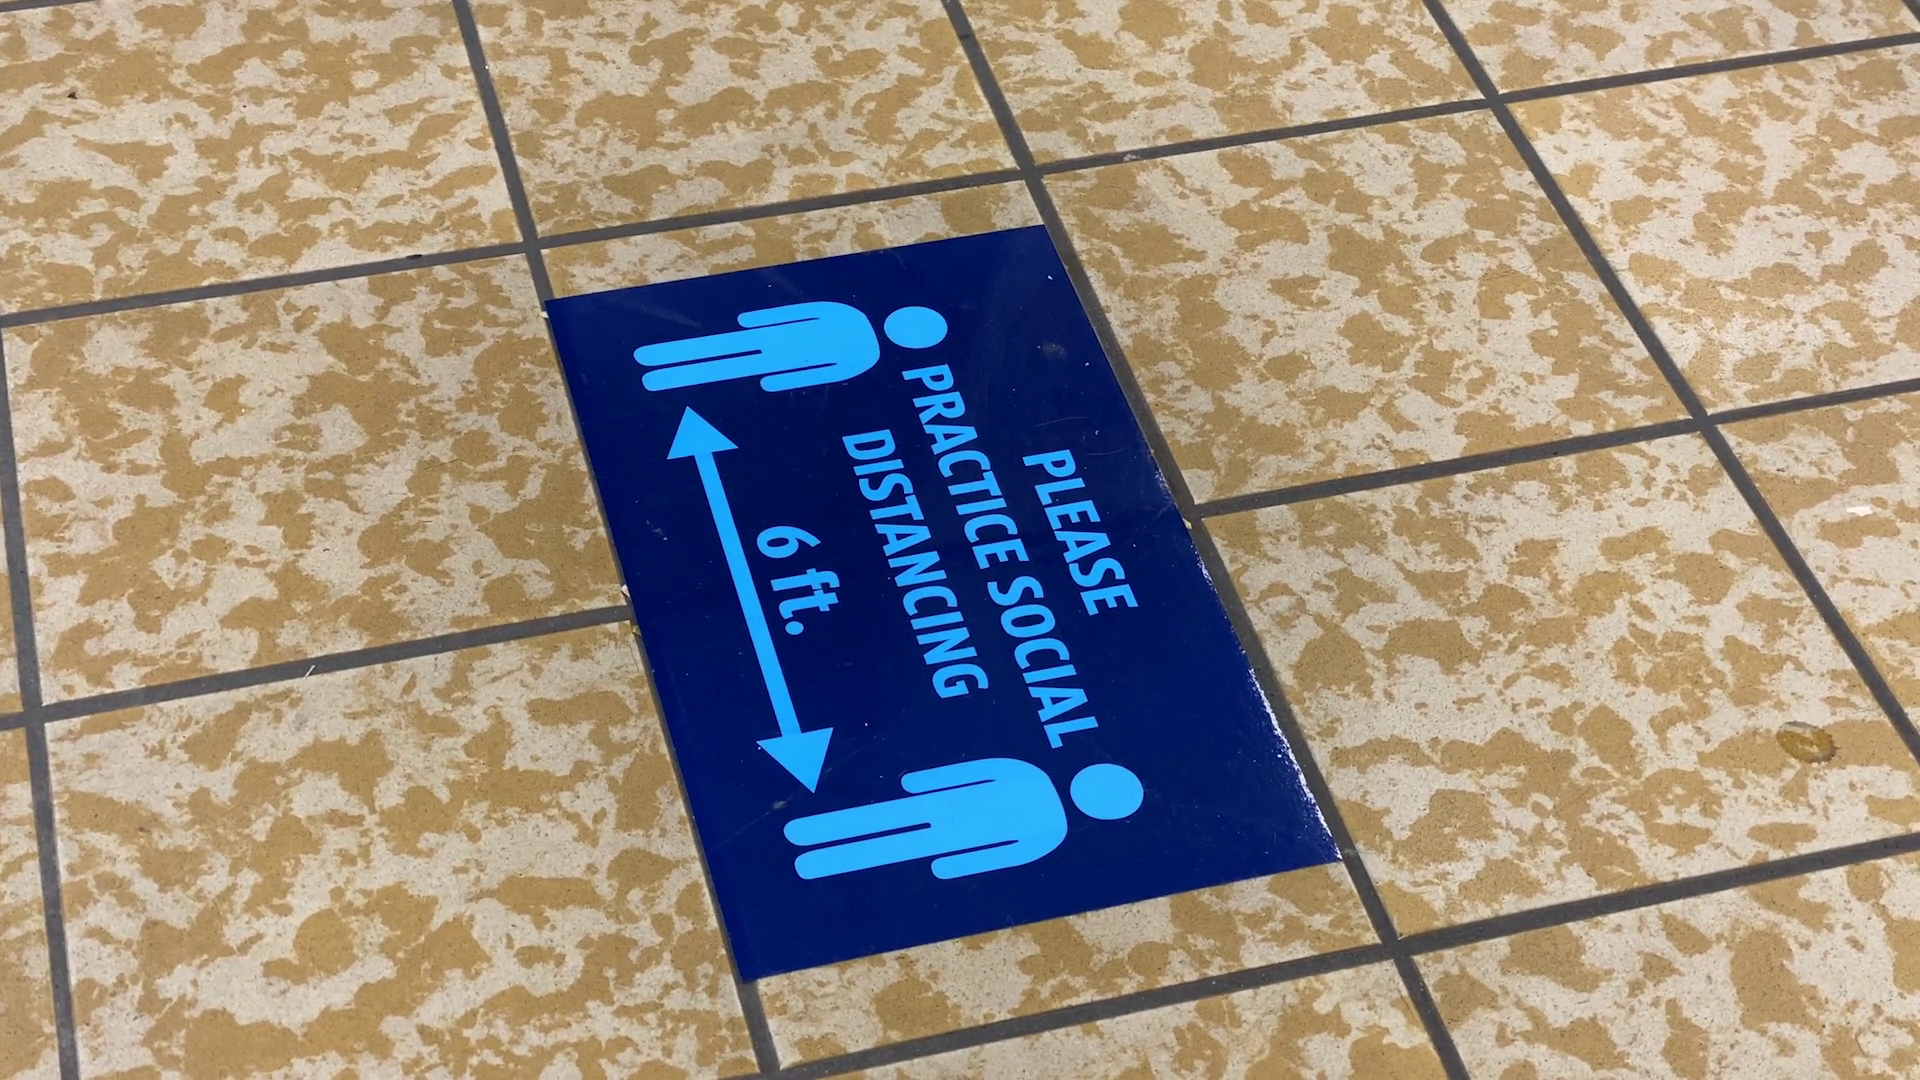 PLEASE
PRACTICE SOCIAL
DISTANCING
6 ft.